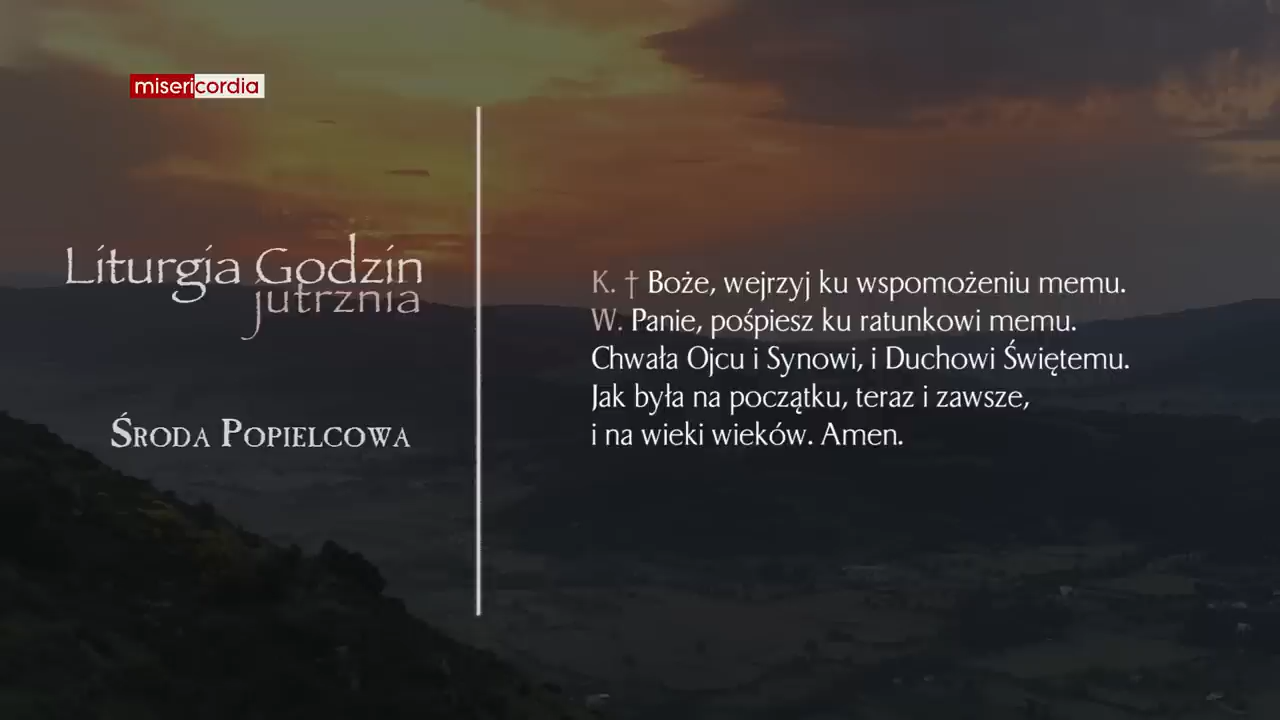 misericordia
Liturgia Godzin
jutrznia
Środa Popielcowa
K. † Boże, wejrzyj ku wspomożeniu memu.
W. Panie, pośpiesz ku ratunkowi memu.
Chwała Ojcu i Synowi, i Duchowi Świętemu.
Jak była na początku, teraz i zawsze,
i na wieki wieków. Amen.